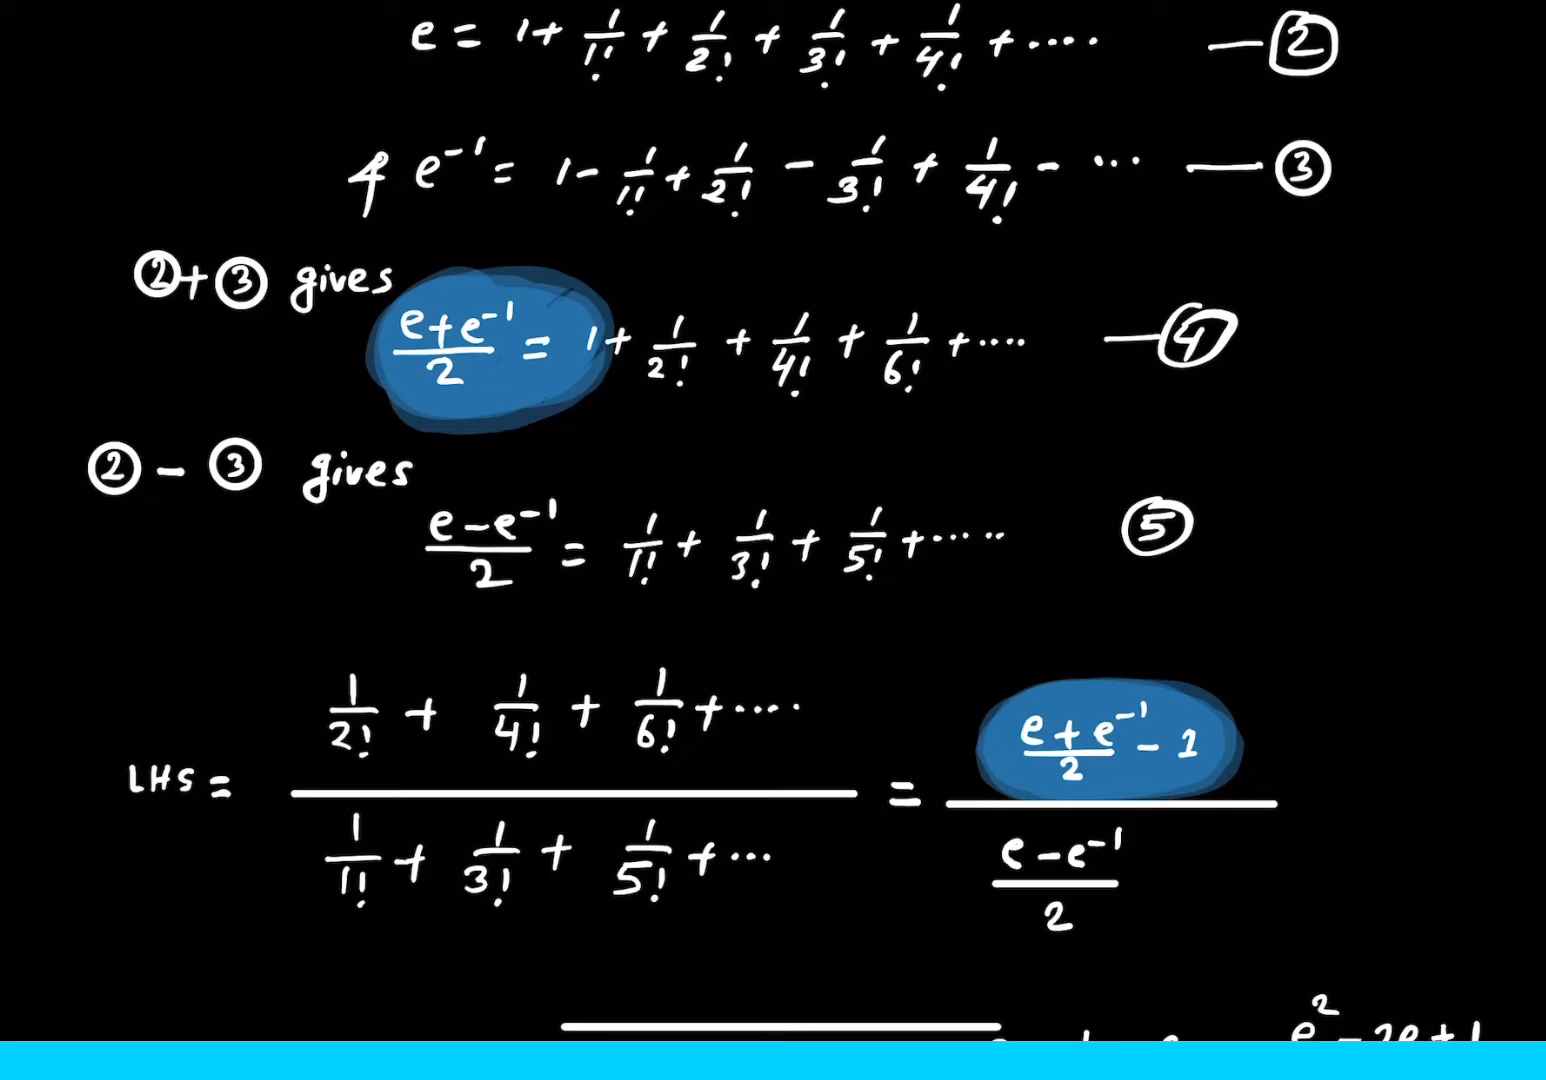 e = 1 + 1/1! + 1/2! + 1/3! + 1/4! + .... — ②
& e⁻¹ = 1 - 1/1! + 1/2! - 1/3! + 1/4! - ... — ③
② + ③ gives
(e + e⁻¹)/2 = 1 + 1/2! + 1/4! + 1/6! + .... — ④
② - ③ gives
(e - e⁻¹)/2 = 1/1! + 1/3! + 1/5! + ..... ⑤
LHS = (1/2! + 1/4! + 1/6! + ....)/(1/1! + 1/3! + 1/5! + ...) = ((e + e⁻¹)/2 - 1)/((e - e⁻¹)/2)
e² - 2e + 1